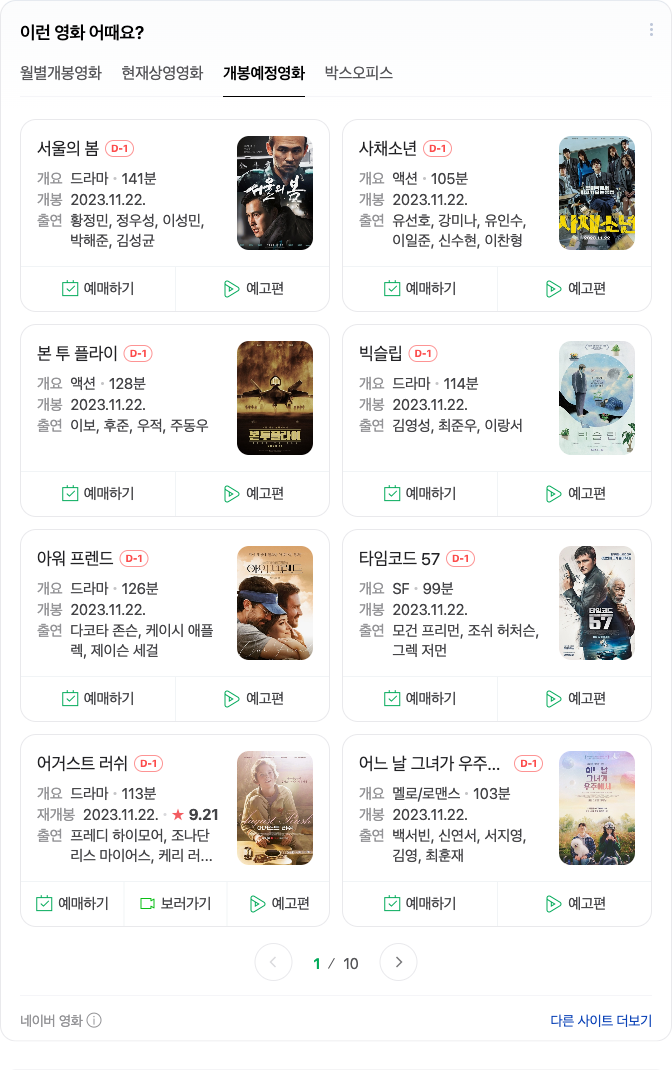 이런 영화 어때요?
월별개봉영화 현재상영영화 개봉예정영화 박스오피스
서울의 봄 D-1
개요 드라마 · 141분
개봉 2023.11.22.
출연 황정민, 정우성, 이성민,
박해준, 김성균
서울의 봄
예매하기 예고편
사채소년 D-1
개요 액션 · 105분
개봉 2023.11.22.
출연 유선호, 강미나, 유인수,
이일준, 신수현, 이찬형
사채소년
예매하기 예고편
본 투 플라이 D-1
개요 액션 · 128분
개봉 2023.11.22.
출연 이보, 후준, 우적, 주동우
본 투 플라이
예매하기 예고편
빅슬립 D-1
개요 드라마 · 114분
개봉 2023.11.22.
출연 김영성, 최준우, 이랑서
빅슬립
예매하기 예고편
아워 프렌드 D-1
개요 드라마 · 126분
개봉 2023.11.22.
출연 다코타 존슨, 케이시 애플
렉, 제이슨 세걸
아워 프렌드
예매하기 예고편
타임코드 57 D-1
개요 SF · 99분
개봉 2023.11.22.
출연 모건 프리먼, 조쉬 허처슨,
그렉 저먼
타임코드
57
예매하기 예고편
어거스트 러쉬 D-1
개요 드라마 · 113분
재개봉 2023.11.22. · ★ 9.21
출연 프레디 하이모어, 조나단
리스 마이어스, 케리 러...
August Rush
어거스트 러쉬
예매하기 보러가기 예고편
어느 날 그녀가 우주... D-1
개요 멜로/로맨스 · 103분
개봉 2023.11.22.
출연 백서빈, 신연서, 서지영,
김영, 최훈재
어느 날
그녀가
우주에서
예매하기 예고편
1 / 10
네이버 영화
다른 사이트 더보기